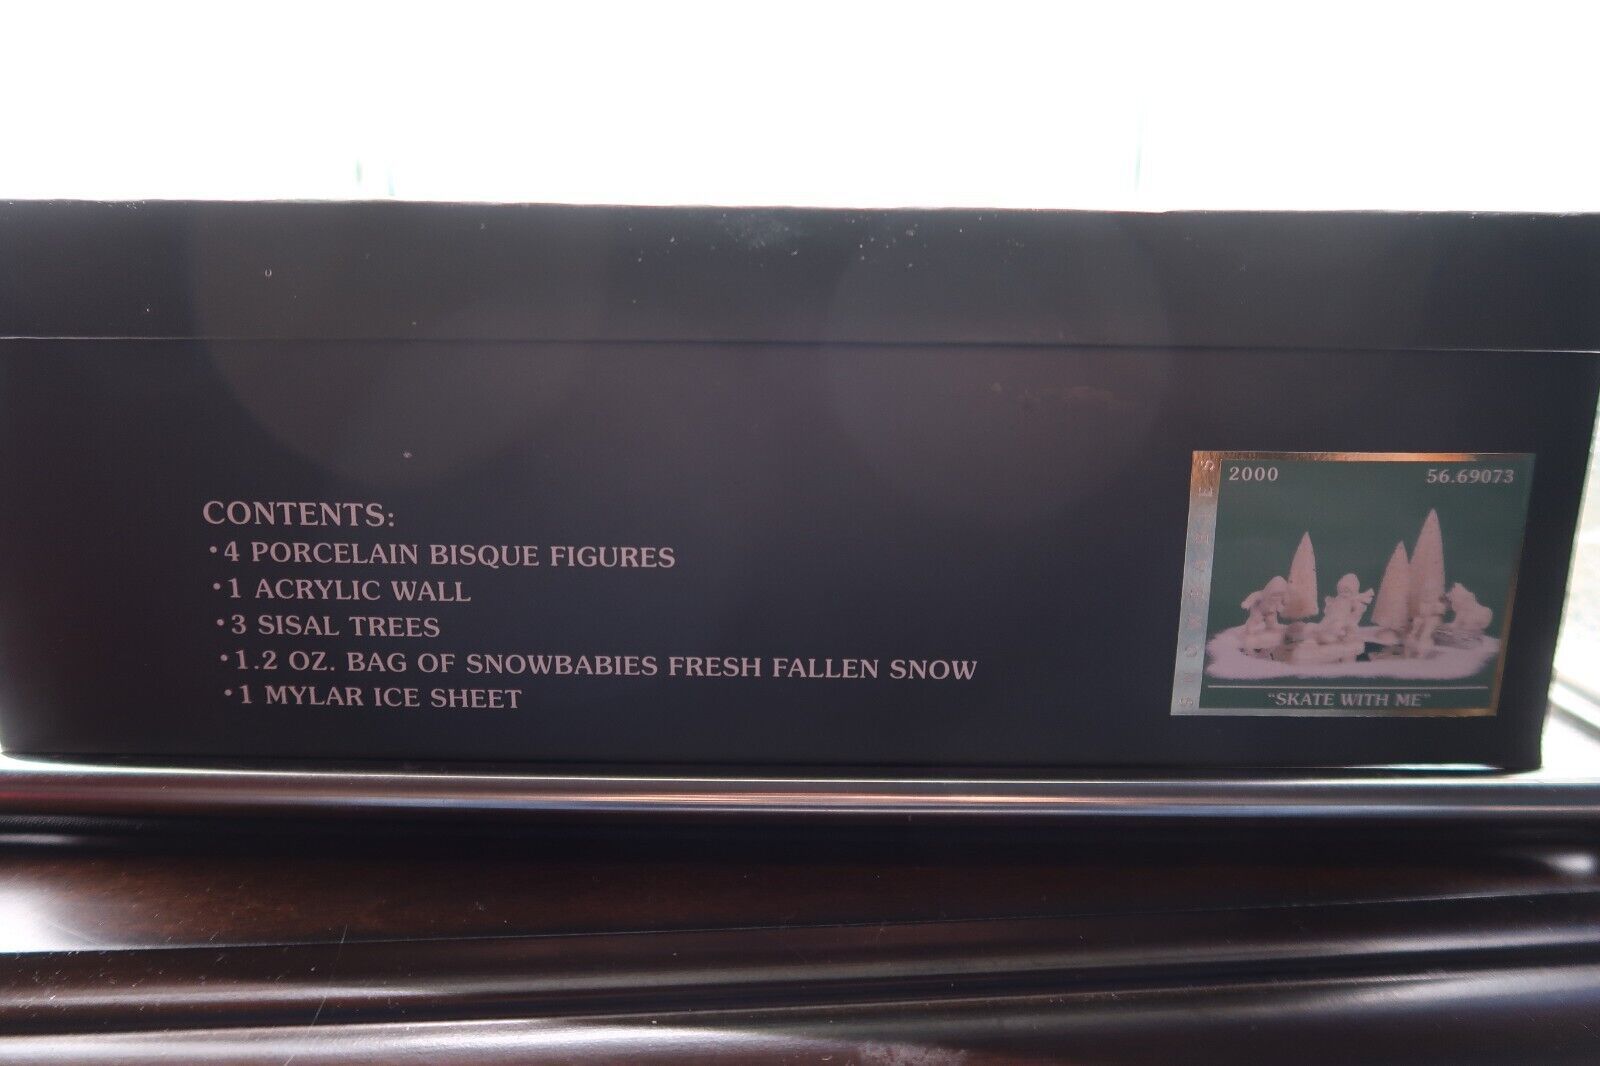 CONTENTS:
•4 PORCELAIN BISQUE FIGURES
•1 ACRYLIC WALL
•3 SISAL TREES
•1.2 OZ. BAG OF SNOWBABIES FRESH FALLEN SNOW
•1 MYLAR ICE SHEET
2000 56.69073
SNOWBABIES
"SKATE WITH ME"